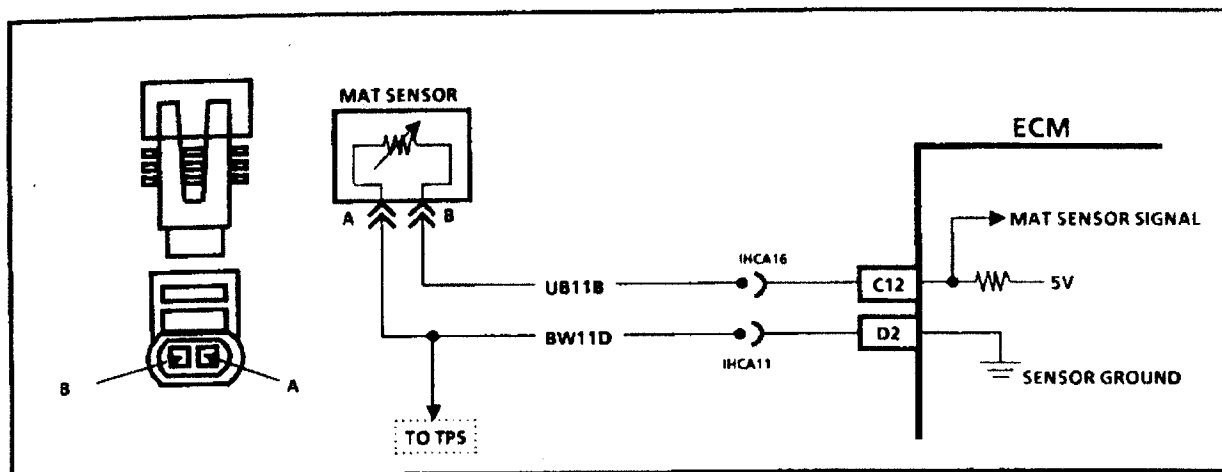 MAT SENSOR
ECM
A
B
MAT SENSOR SIGNAL
IHCA16
UB11B
C12
5V
BW11D
D2
IHCA11
SENSOR GROUND
B
A
TO TPS